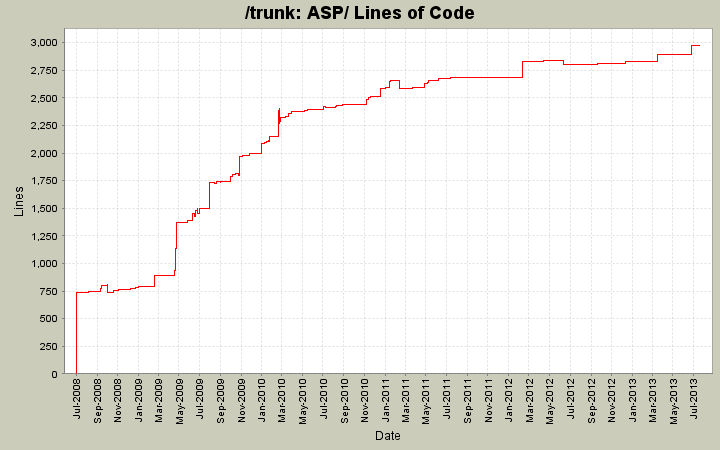 /trunk: ASP/ Lines of Code
Lines
3,000
2,750
2,500
2,250
2,000
1,750
1,500
1,250
1,000
750
500
250
0
Jul-2008
Sep-2008
Nov-2008
Jan-2009
Mar-2009
May-2009
Jul-2009
Sep-2009
Nov-2009
Jan-2010
Mar-2010
May-2010
Jul-2010
Sep-2010
Nov-2010
Jan-2011
Mar-2011
May-2011
Jul-2011
Sep-2011
Nov-2011
Jan-2012
Mar-2012
May-2012
Jul-2012
Sep-2012
Nov-2012
Jan-2013
Mar-2013
May-2013
Jul-2013
Date